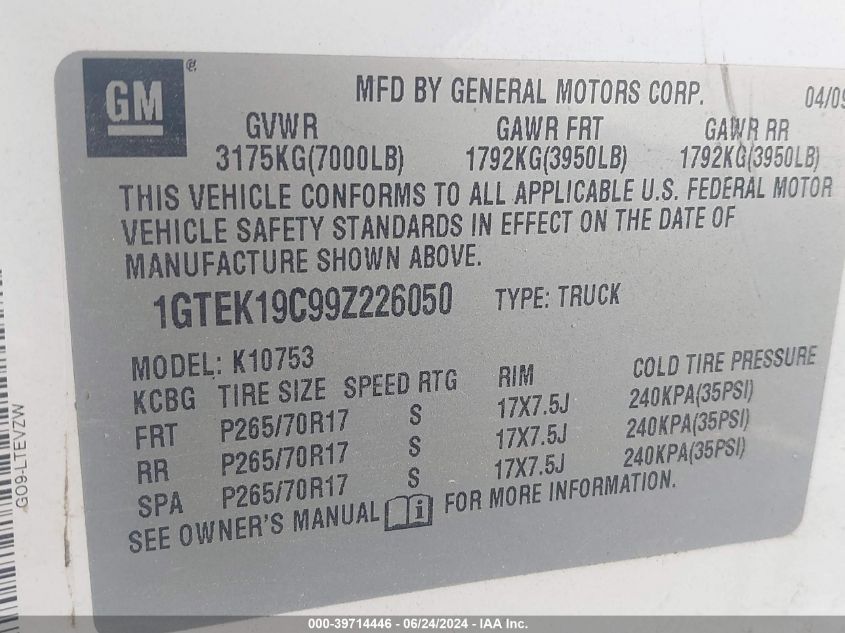 GM ®
MFD BY GENERAL MOTORS CORP. 04/09
GVWR GAWR FRT GAWR RR
3175KG(7000LB) 1792KG(3950LB) 1792KG(3950LB)
THIS VEHICLE CONFORMS TO ALL APPLICABLE U.S. FEDERAL MOTOR
VEHICLE SAFETY STANDARDS IN EFFECT ON THE DATE OF
MANUFACTURE SHOWN ABOVE.
1GTEK19C99Z226050 TYPE: TRUCK
MODEL: K10753
KCBG TIRE SIZE SPEED RTG RIM COLD TIRE PRESSURE
FRT P265/70R17 S 17X7.5J 240KPA(35PSI)
RR P265/70R17 S 17X7.5J 240KPA(35PSI)
SPA P265/70R17 S 17X7.5J 240KPA(35PSI)
SEE OWNER'S MANUAL i FOR MORE INFORMATION.
GO9-LTEVZW
000-39714446 - 06/24/2024 - IAA Inc.